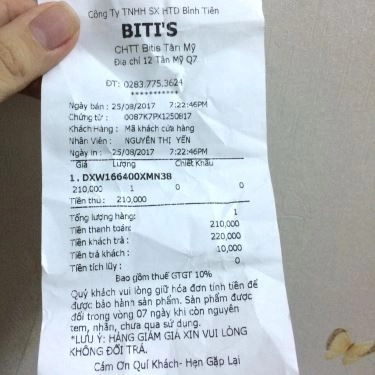 Công Ty TNHH SX HTD Bình Tiên
BITI'S
CHTT Bitis Tân Mỹ
Địa chỉ 12 Tân Mỹ Q7
ĐT: 0283.775.3624
***********
Ngày bán : 25/08/2017 7:22:46PM
Chứng từ : 0087K7PX1250817
Khách Hàng : Mã khách cửa hàng
Nhân Viên : NGUYỄN THỊ YẾN
Ngày in : 25/08/2017 7:22:46PM
Giá Lượng Chiết Khấu
1. DXW166400XMN38
210,000 1 0 0
Tiền thu : 210,000
Tổng lượng hàng: 1
Tiền thanh toán: 210,000
Tiền khách trả : 220,000
Tiền trả khách : 10,000
Tiền tích lũy : 0
Bao gồm thuế GTGT 10%
Quý khách vui lòng giữ hóa đơn tính tiền để
được bảo hành sản phẩm. Sản phẩm được
đổi trong vòng 07 ngày khi còn nguyên
tem, nhãn, chưa qua sử dụng.
*LƯU Ý: HÀNG GIẢM GIÁ XIN VUI LÒNG
KHÔNG ĐỔI TRẢ.
Cám Ơn Quí Khách- Hẹn Gặp Lại